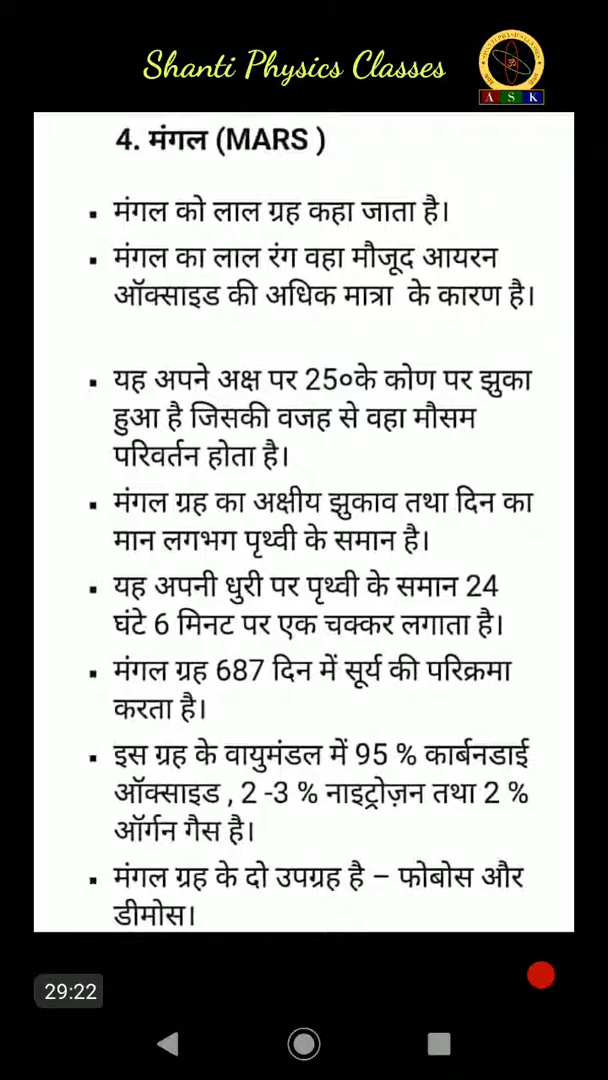 Shanti Physics Classes
A S K
4. मंगल (MARS )
▪ मंगल को लाल ग्रह कहा जाता है।
▪ मंगल का लाल रंग वहा मौजूद आयरन
ऑक्साइड की अधिक मात्रा के कारण है।
▪ यह अपने अक्ष पर 25०के कोण पर झुका
हुआ है जिसकी वजह से वहा मौसम
परिवर्तन होता है।
▪ मंगल ग्रह का अक्षीय झुकाव तथा दिन का
मान लगभग पृथ्वी के समान है।
▪ यह अपनी धुरी पर पृथ्वी के समान 24
घंटे 6 मिनट पर एक चक्कर लगाता है।
▪ मंगल ग्रह 687 दिन में सूर्य की परिक्रमा
करता है।
▪ इस ग्रह के वायुमंडल में 95 % कार्बनडाई
ऑक्साइड , 2 -3 % नाइट्रोज़न तथा 2 %
ऑर्गन गैस है।
▪ मंगल ग्रह के दो उपग्रह है – फोबोस और
डीमोस।
29:22